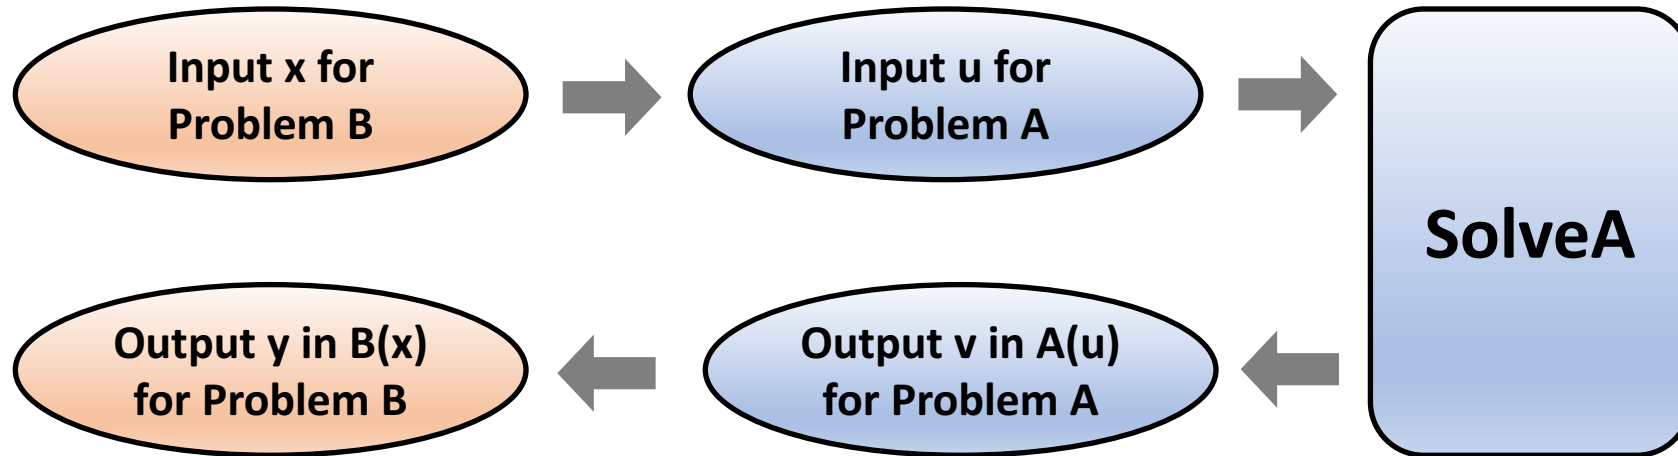 Input x for
Problem B
Input u for
Problem A
SolveA
Output y in B(x)
for Problem B
Output v in A(u)
for Problem A